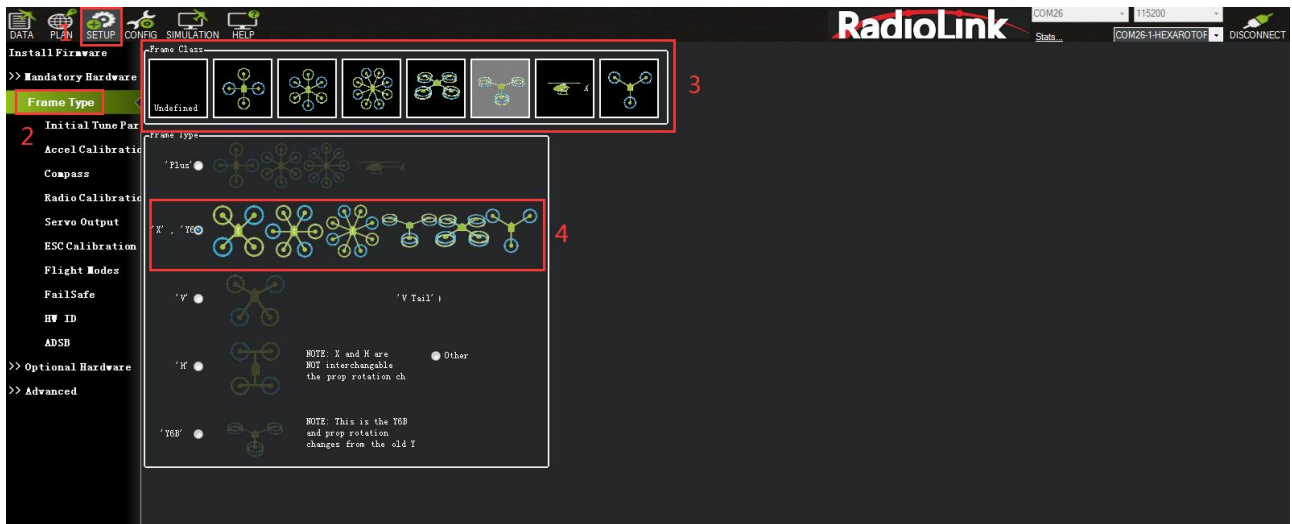 DATA PLAN SETUP CONFIG SIMULATION HELP
1
RadioLink
COM26 115200
Stats... COM26-1-HEXAROTOF DISCONNECT
Install Firmware
>> Mandatory Hardware
Frame Type
2
Initial Tune Par
Accel Calibratio
Compass
Radio Calibratio
Servo Output
ESC Calibration
Flight Modes
FailSafe
HW ID
ADSB
>> Optional Hardware
>> Advanced
Frame Class
Undefined
3
Frame Type
'Plus'
'X', 'Y6
4
'V'
'V Tail'
'H'
NOTE: X and H are
NOT interchangable
the prop rotation ch
Other
'Y6B'
NOTE: This is the Y6B
and prop rotation
changes from the old Y